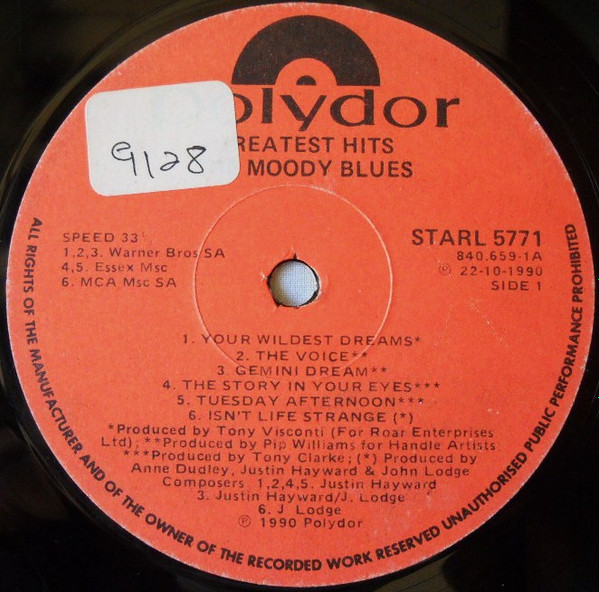 olydor
REATEST HITS
MOODY BLUES
9128
SPEED 33⅓
1,2,3. Warner Bros SA
4,5. Essex Msc
6. MCA Msc SA
STARL 5771
840.659-1A
℗ 22-10-1990
SIDE 1
1. YOUR WILDEST DREAMS*
2. THE VOICE**
3. GEMINI DREAM**
4. THE STORY IN YOUR EYES***
5. TUESDAY AFTERNOON***
6. ISN'T LIFE STRANGE (*)
*Produced by Tony Visconti (For Roar Enterprises
Ltd); **Produced by Pip Williams for Handle Artists;
***Produced by Tony Clarke; (*) Produced by
Anne Dudley, Justin Hayward & John Lodge
Composers 1,2,4,5. Justin Hayward
3. Justin Hayward/J. Lodge
6. J Lodge
℗ 1990 Polydor
ALL RIGHTS OF THE MANUFACTURER AND OF THE OWNER OF THE RECORDED WORK RESERVED UNAUTHORISED PUBLIC PERFORMANCE PROHIBITED